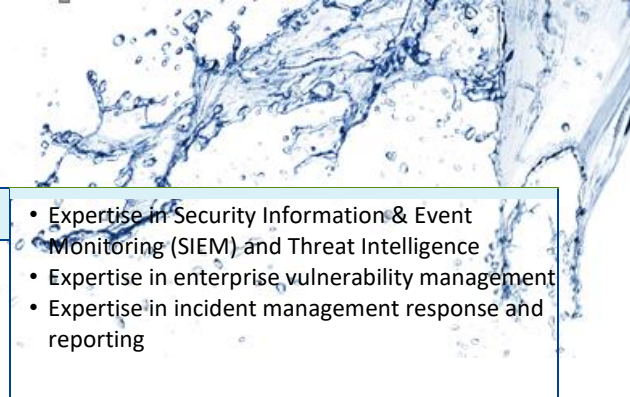 • Expertise in Security Information & Event
Monitoring (SIEM) and Threat Intelligence
• Expertise in enterprise vulnerability management
• Expertise in incident management response and
reporting